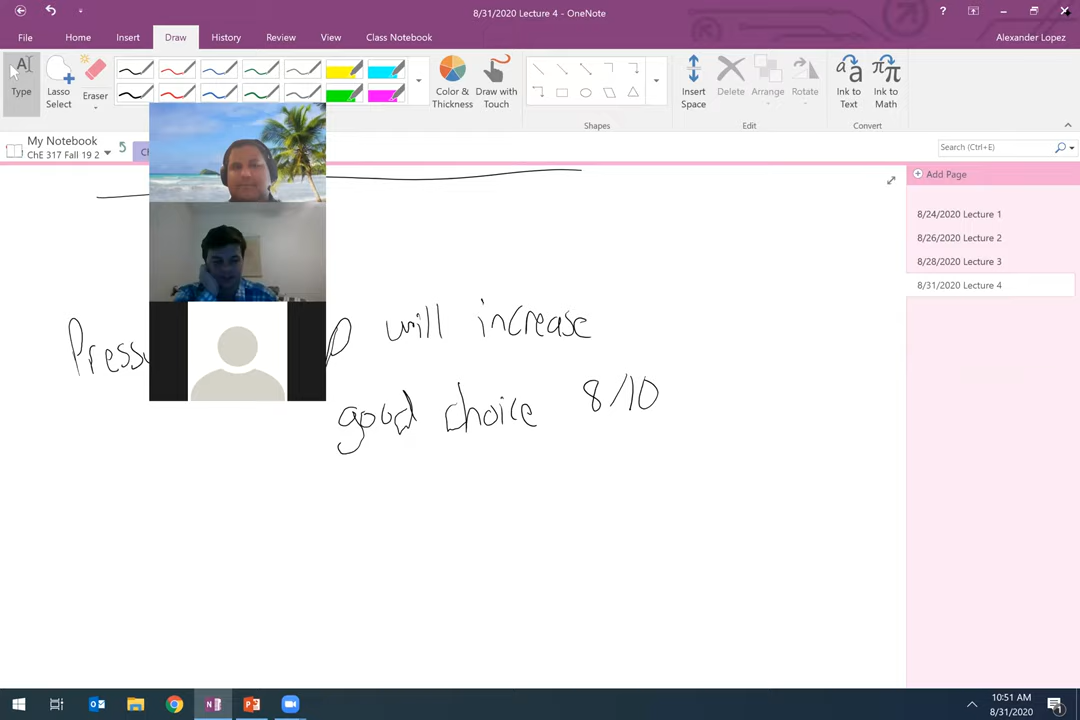 8/31/2020 Lecture 4 - OneNote
File Home Insert Draw History Review View Class Notebook Alexander Lopez
Type Lasso Select Eraser Color & Thickness Draw with Touch Insert Space Delete Arrange Rotate Ink to Text Ink to Math
Shapes Edit Convert
My Notebook
ChE 317 Fall 19 2
Search (Ctrl+E)
Add Page
8/24/2020 Lecture 1
8/26/2020 Lecture 2
8/28/2020 Lecture 3
8/31/2020 Lecture 4
P will increase
good choice 8/10
10:51 AM
8/31/2020